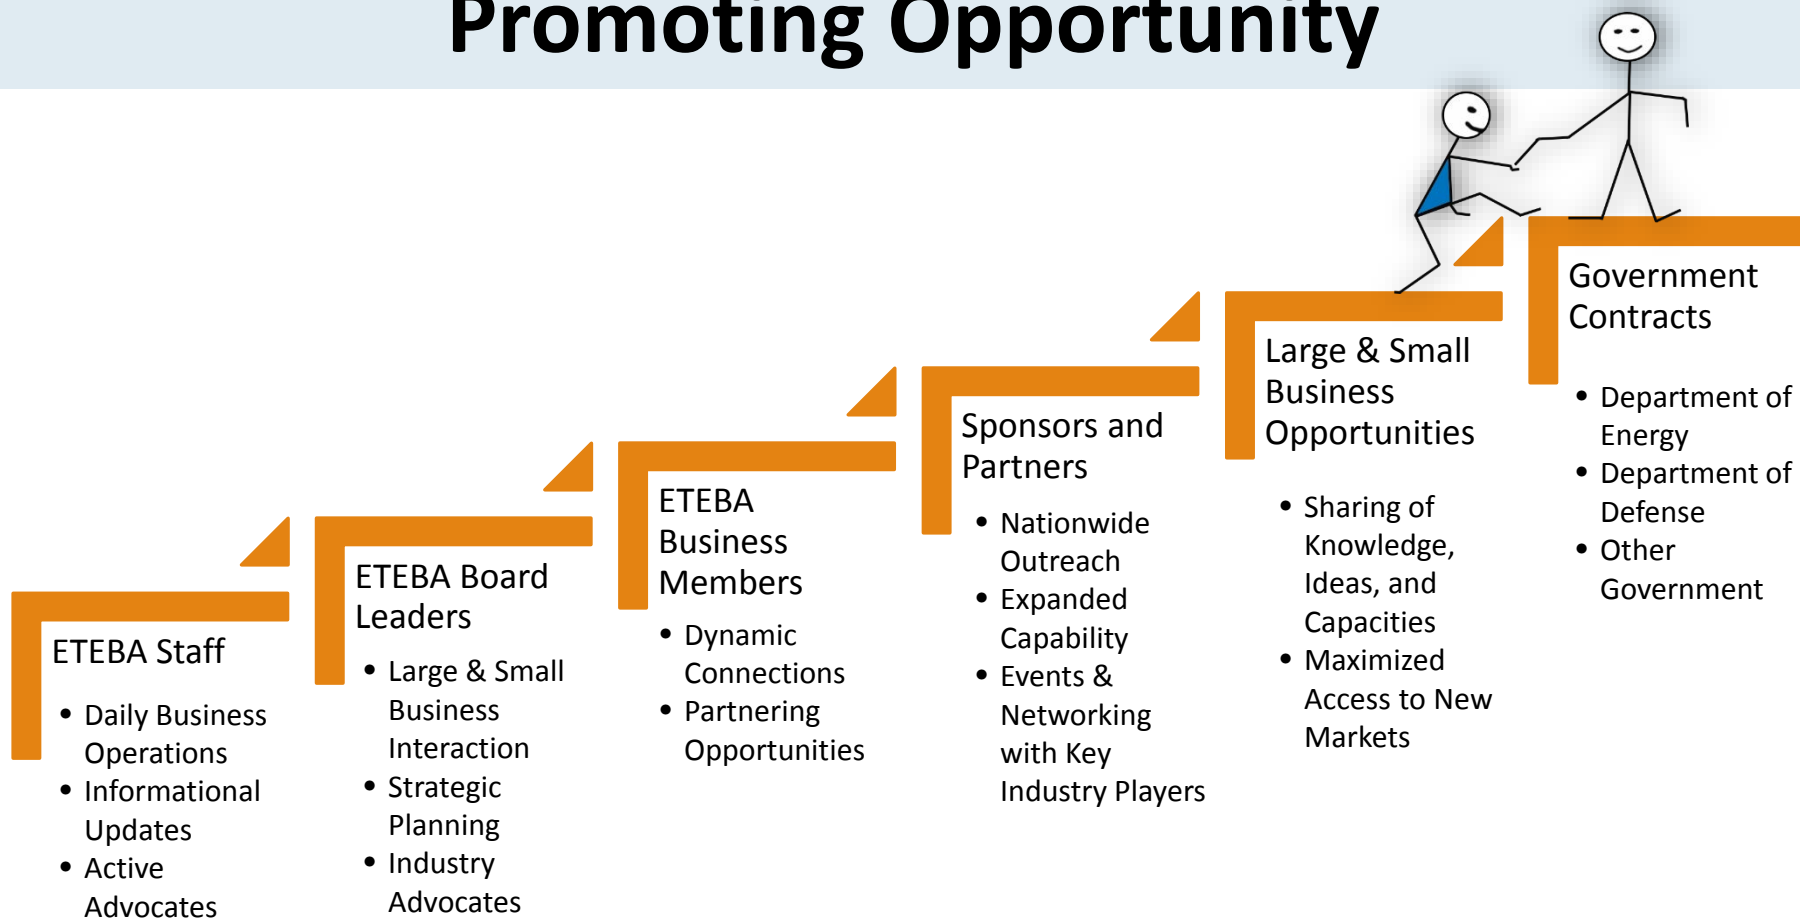 Promoting Opportunity
ETEBA Staff
• Daily Business
Operations
• Informational
Updates
• Active
Advocates
ETEBA Board
Leaders
• Large & Small
Business
Interaction
• Strategic
Planning
• Industry
Advocates
ETEBA
Business
Members
• Dynamic
Connections
• Partnering
Opportunities
Sponsors and
Partners
• Nationwide
Outreach
• Expanded
Capability
• Events &
Networking
with Key
Industry Players
Large & Small
Business
Opportunities
• Sharing of
Knowledge,
Ideas, and
Capacities
• Maximized
Access to New
Markets
Government
Contracts
• Department of
Energy
• Department of
Defense
• Other
Government